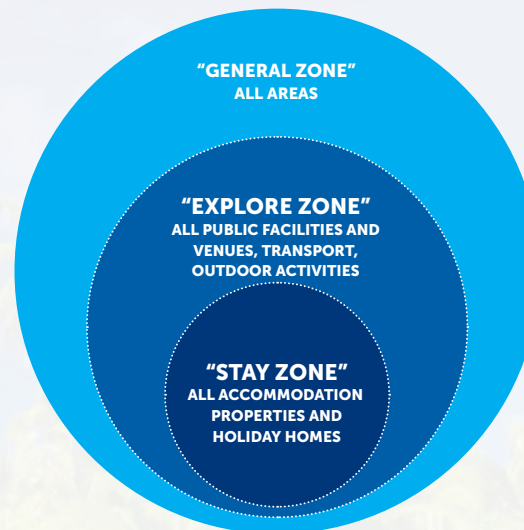 “GENERAL ZONE”
ALL AREAS
“EXPLORE ZONE”
ALL PUBLIC FACILITIES AND
VENUES, TRANSPORT,
OUTDOOR ACTIVITIES
“STAY ZONE”
ALL ACCOMMODATION
PROPERTIES AND
HOLIDAY HOMES